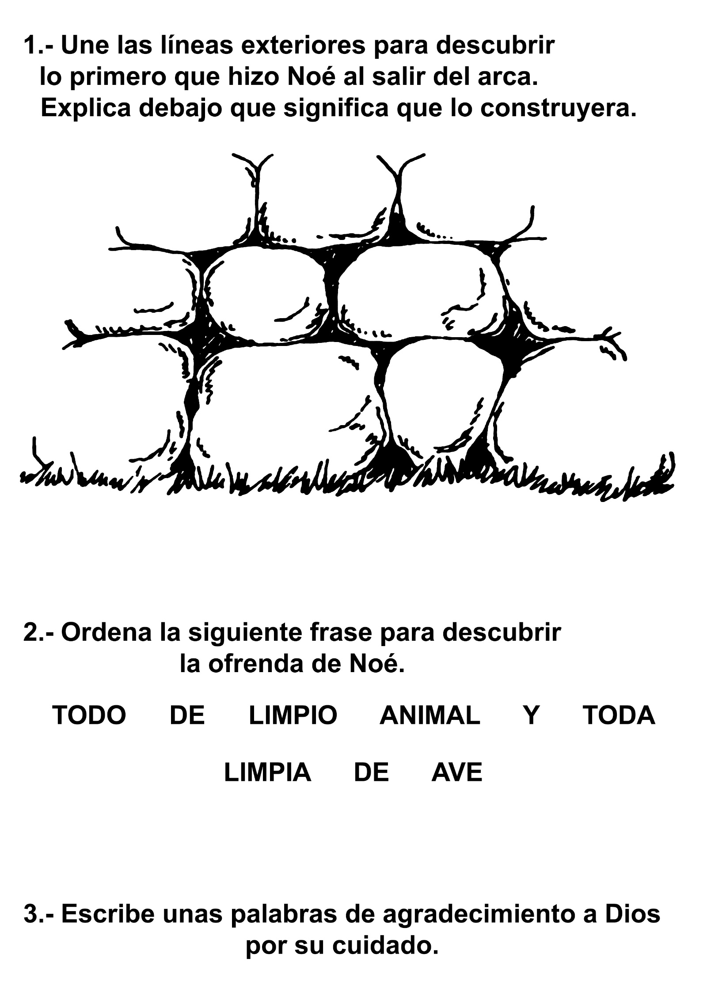 1.- Une las líneas exteriores para descubrir
lo primero que hizo Noé al salir del arca.
Explica debajo que significa que lo construyera.
2.- Ordena la siguiente frase para descubrir
la ofrenda de Noé.
TODO DE LIMPIO ANIMAL Y TODA
LIMPIA DE AVE
3.- Escribe unas palabras de agradecimiento a Dios
por su cuidado.